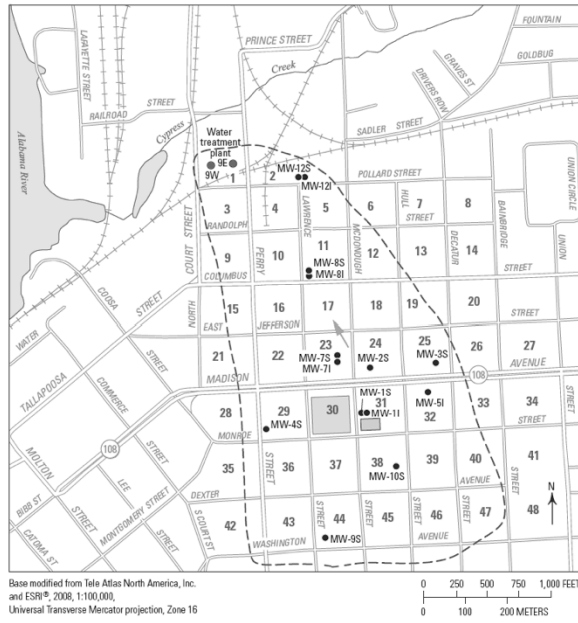 FOUNTAIN
GOLDBUG
GRAVES ST
DRIVERS ROW
PRINCE STREET
LAFAYETTE STREET
Creek
Cypress
RAILROAD STREET
SADLER STREET
Alabama River
Water
treatment
plant
9E
9W
MW-12S
MW-12I
1
2
POLLARD STREET
UNION CIRCLE
3
4
LAWRENCE
5
6
HULL
7
8
RANDOLPH
STREET
BAINBRIDGE
UNION
COURT STREET
PERRY
MCDONOUGH
DECATUR
9
10
11
12
13
14
MW-8S
MW-8I
COLUMBUS
STREET
COOSA
STREET
NORTH
15
16
17
18
19
20
EAST
JEFFERSON
STREET
WATER
TALLAPOOSA
COMMERCE
21
22
23
24
25
26
27
MW-7S
MW-7I
MW-2S
MW-3S
MADISON
AVENUE
108
28
29
30
31
32
33
34
MW-1S
MW-1I
MW-5I
MW-4S
MONROE
STREET
MOLTON
108
35
36
37
38
39
40
41
MW-10S
LEE
BIBB ST
STREET
DEXTER
AVENUE
MONTGOMERY STREET
S COURT ST
CATOMA ST
STREET
STREET
STREET
STREET
STREET
STREET
42
43
44
45
46
47
48
N
WASHINGTON
AVENUE
MW-9S
Base modified from Tele Atlas North America, Inc.
and ESRI®, 2008, 1:100,000,
Universal Transverse Mercator projection, Zone 16
0 250 500 750 1,000 FEET
0 100 200 METERS